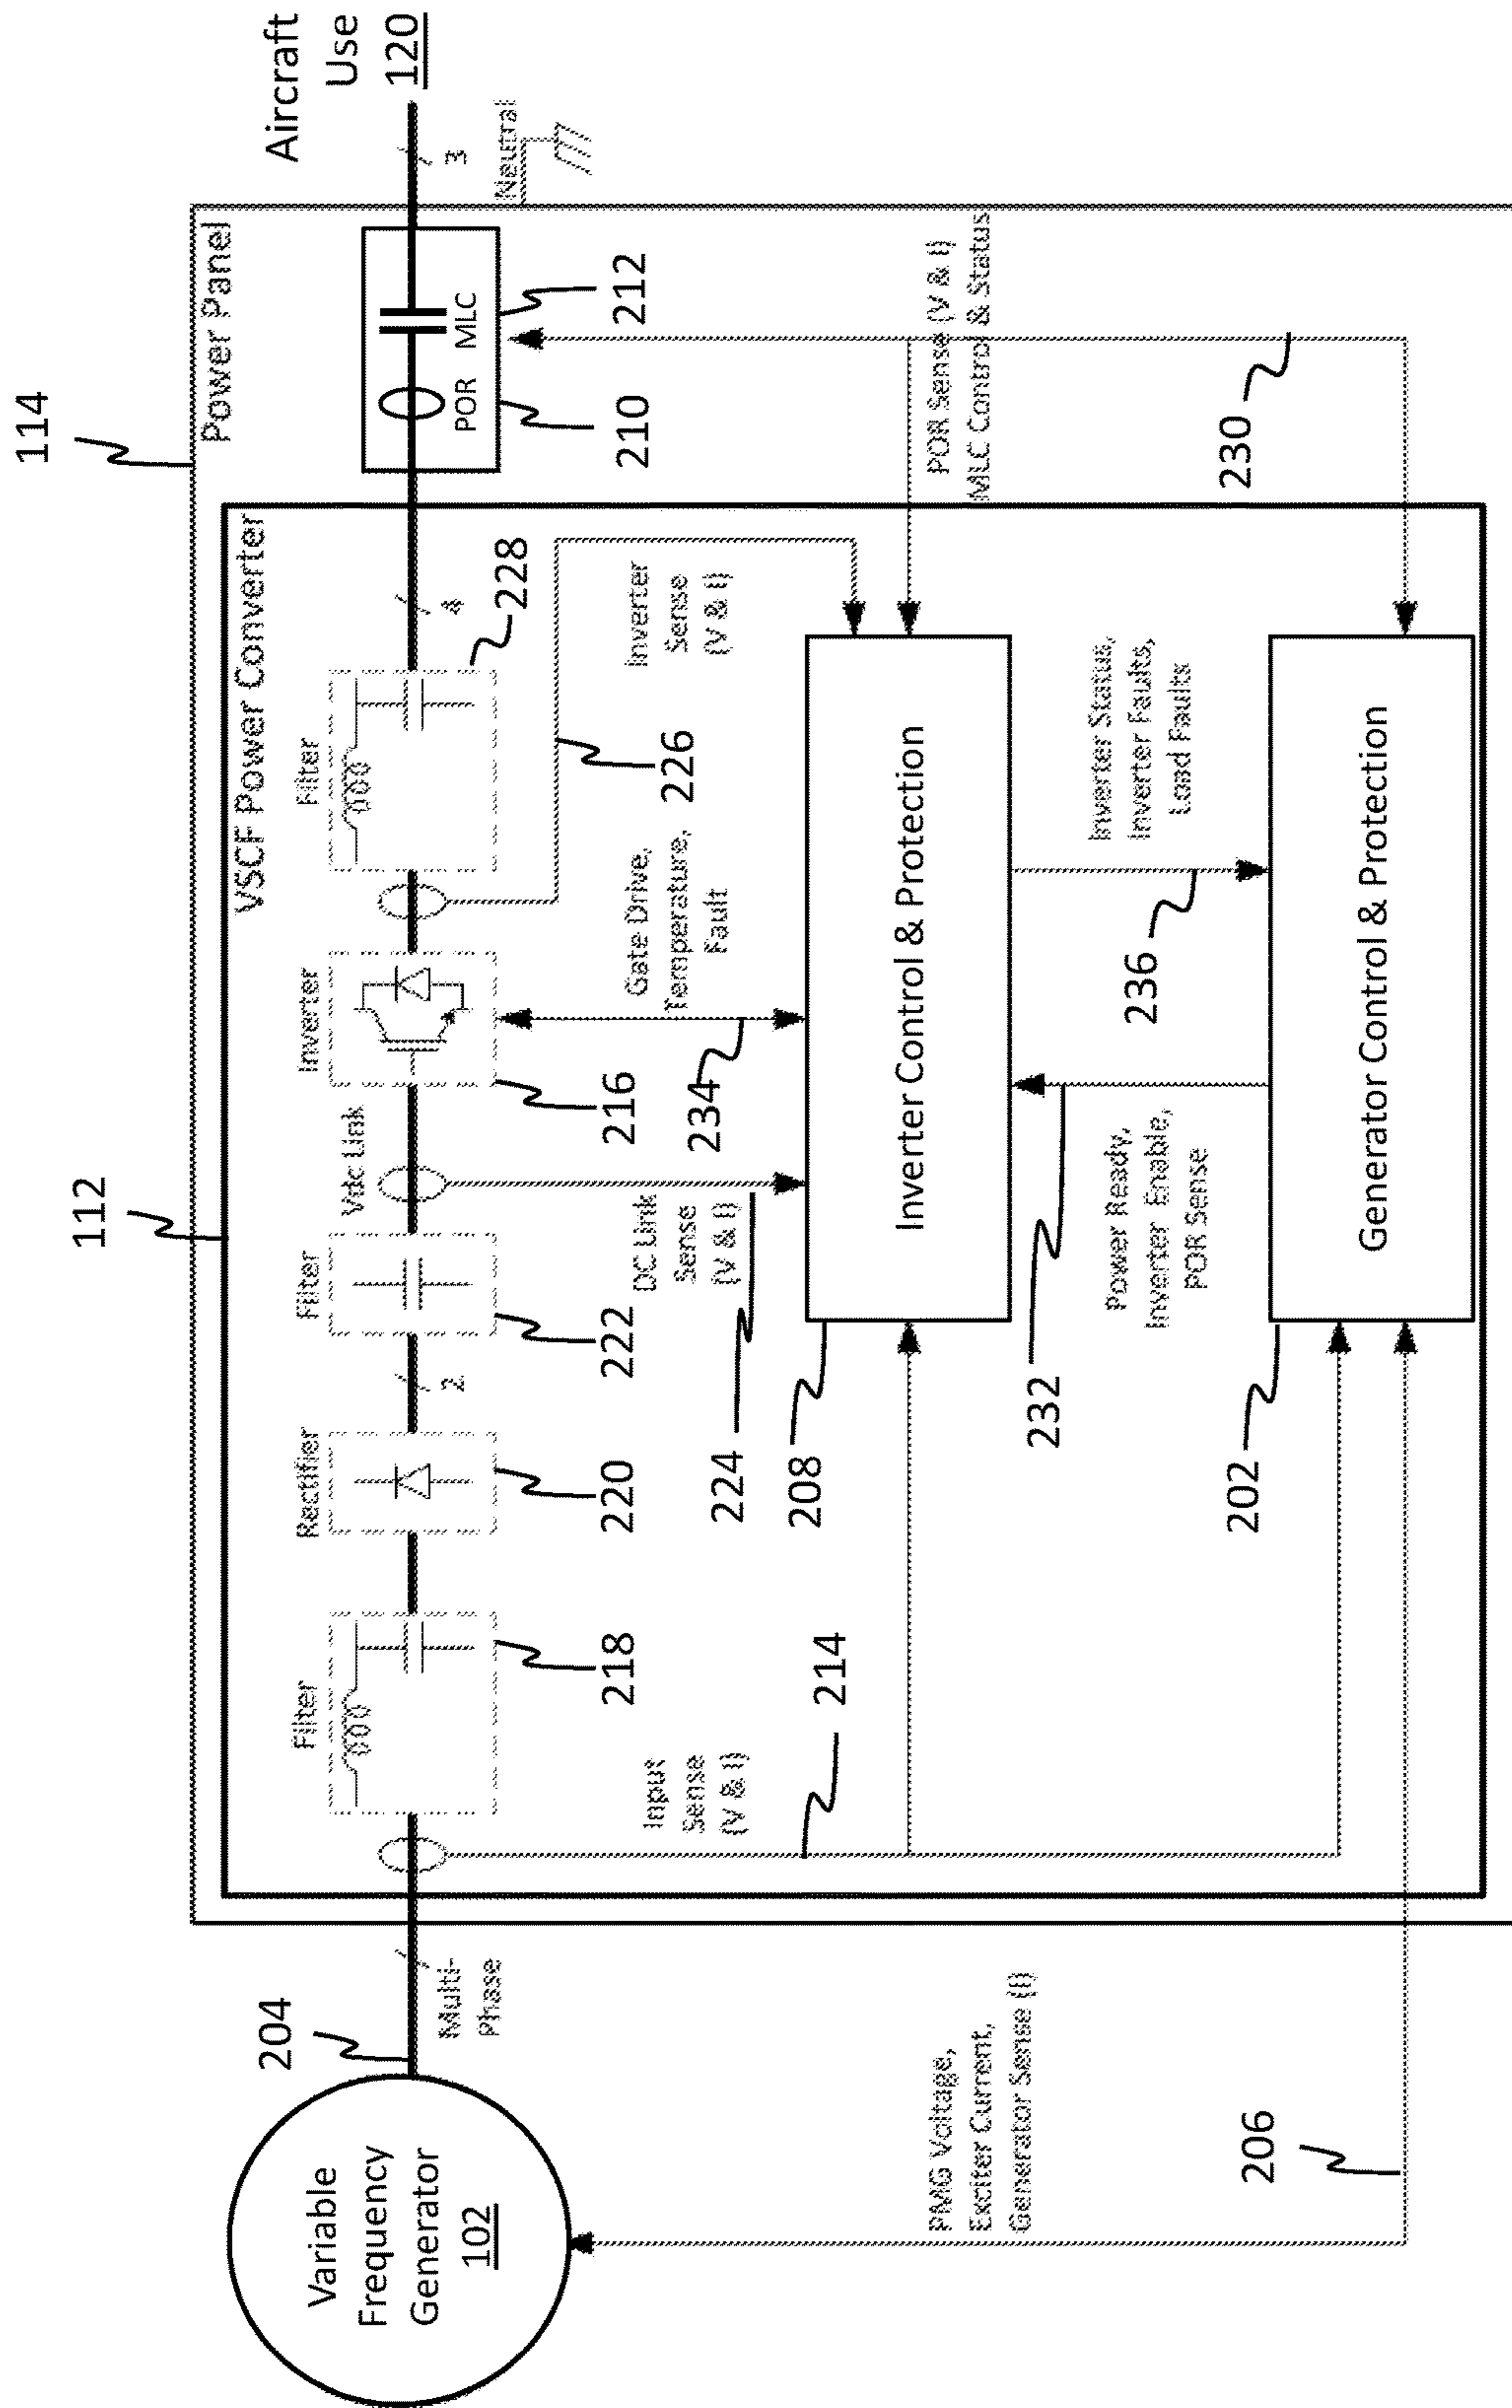 114
Power Panel
112
VSCF Power Converter
Aircraft
Use
120
3
Neutral
Variable
Frequency
Generator
102
204
Multi-
Phase
Filter
218
Rectifier
220
2
Filter
222
Vdc Link
Inverter
216
Filter
228
4
POR
MLC
210
212
Input
Sense
(V & I)
214
DC Link
Sense
(V & I)
224
Gate Drive,
Temperature,
Fault
234
Inverter
Sense
(V & I)
226
POR Sense (V & I)
MLC Control & Status
230
208
Inverter Control & Protection
Power Ready,
Inverter Enable,
POR Sense
232
Inverter Status,
Inverter Faults,
Load Faults
236
202
Generator Control & Protection
PMG Voltage,
Exciter Current,
Generator Sense (I)
206